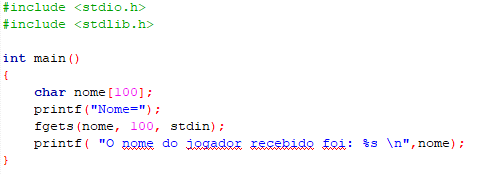 #include <stdio.h>
#include <stdlib.h>
int main()
{
char nome[100];
printf("Nome=");
fgets(nome, 100, stdin);
printf( "O nome do jogador recebido foi: %s \n",nome);
}